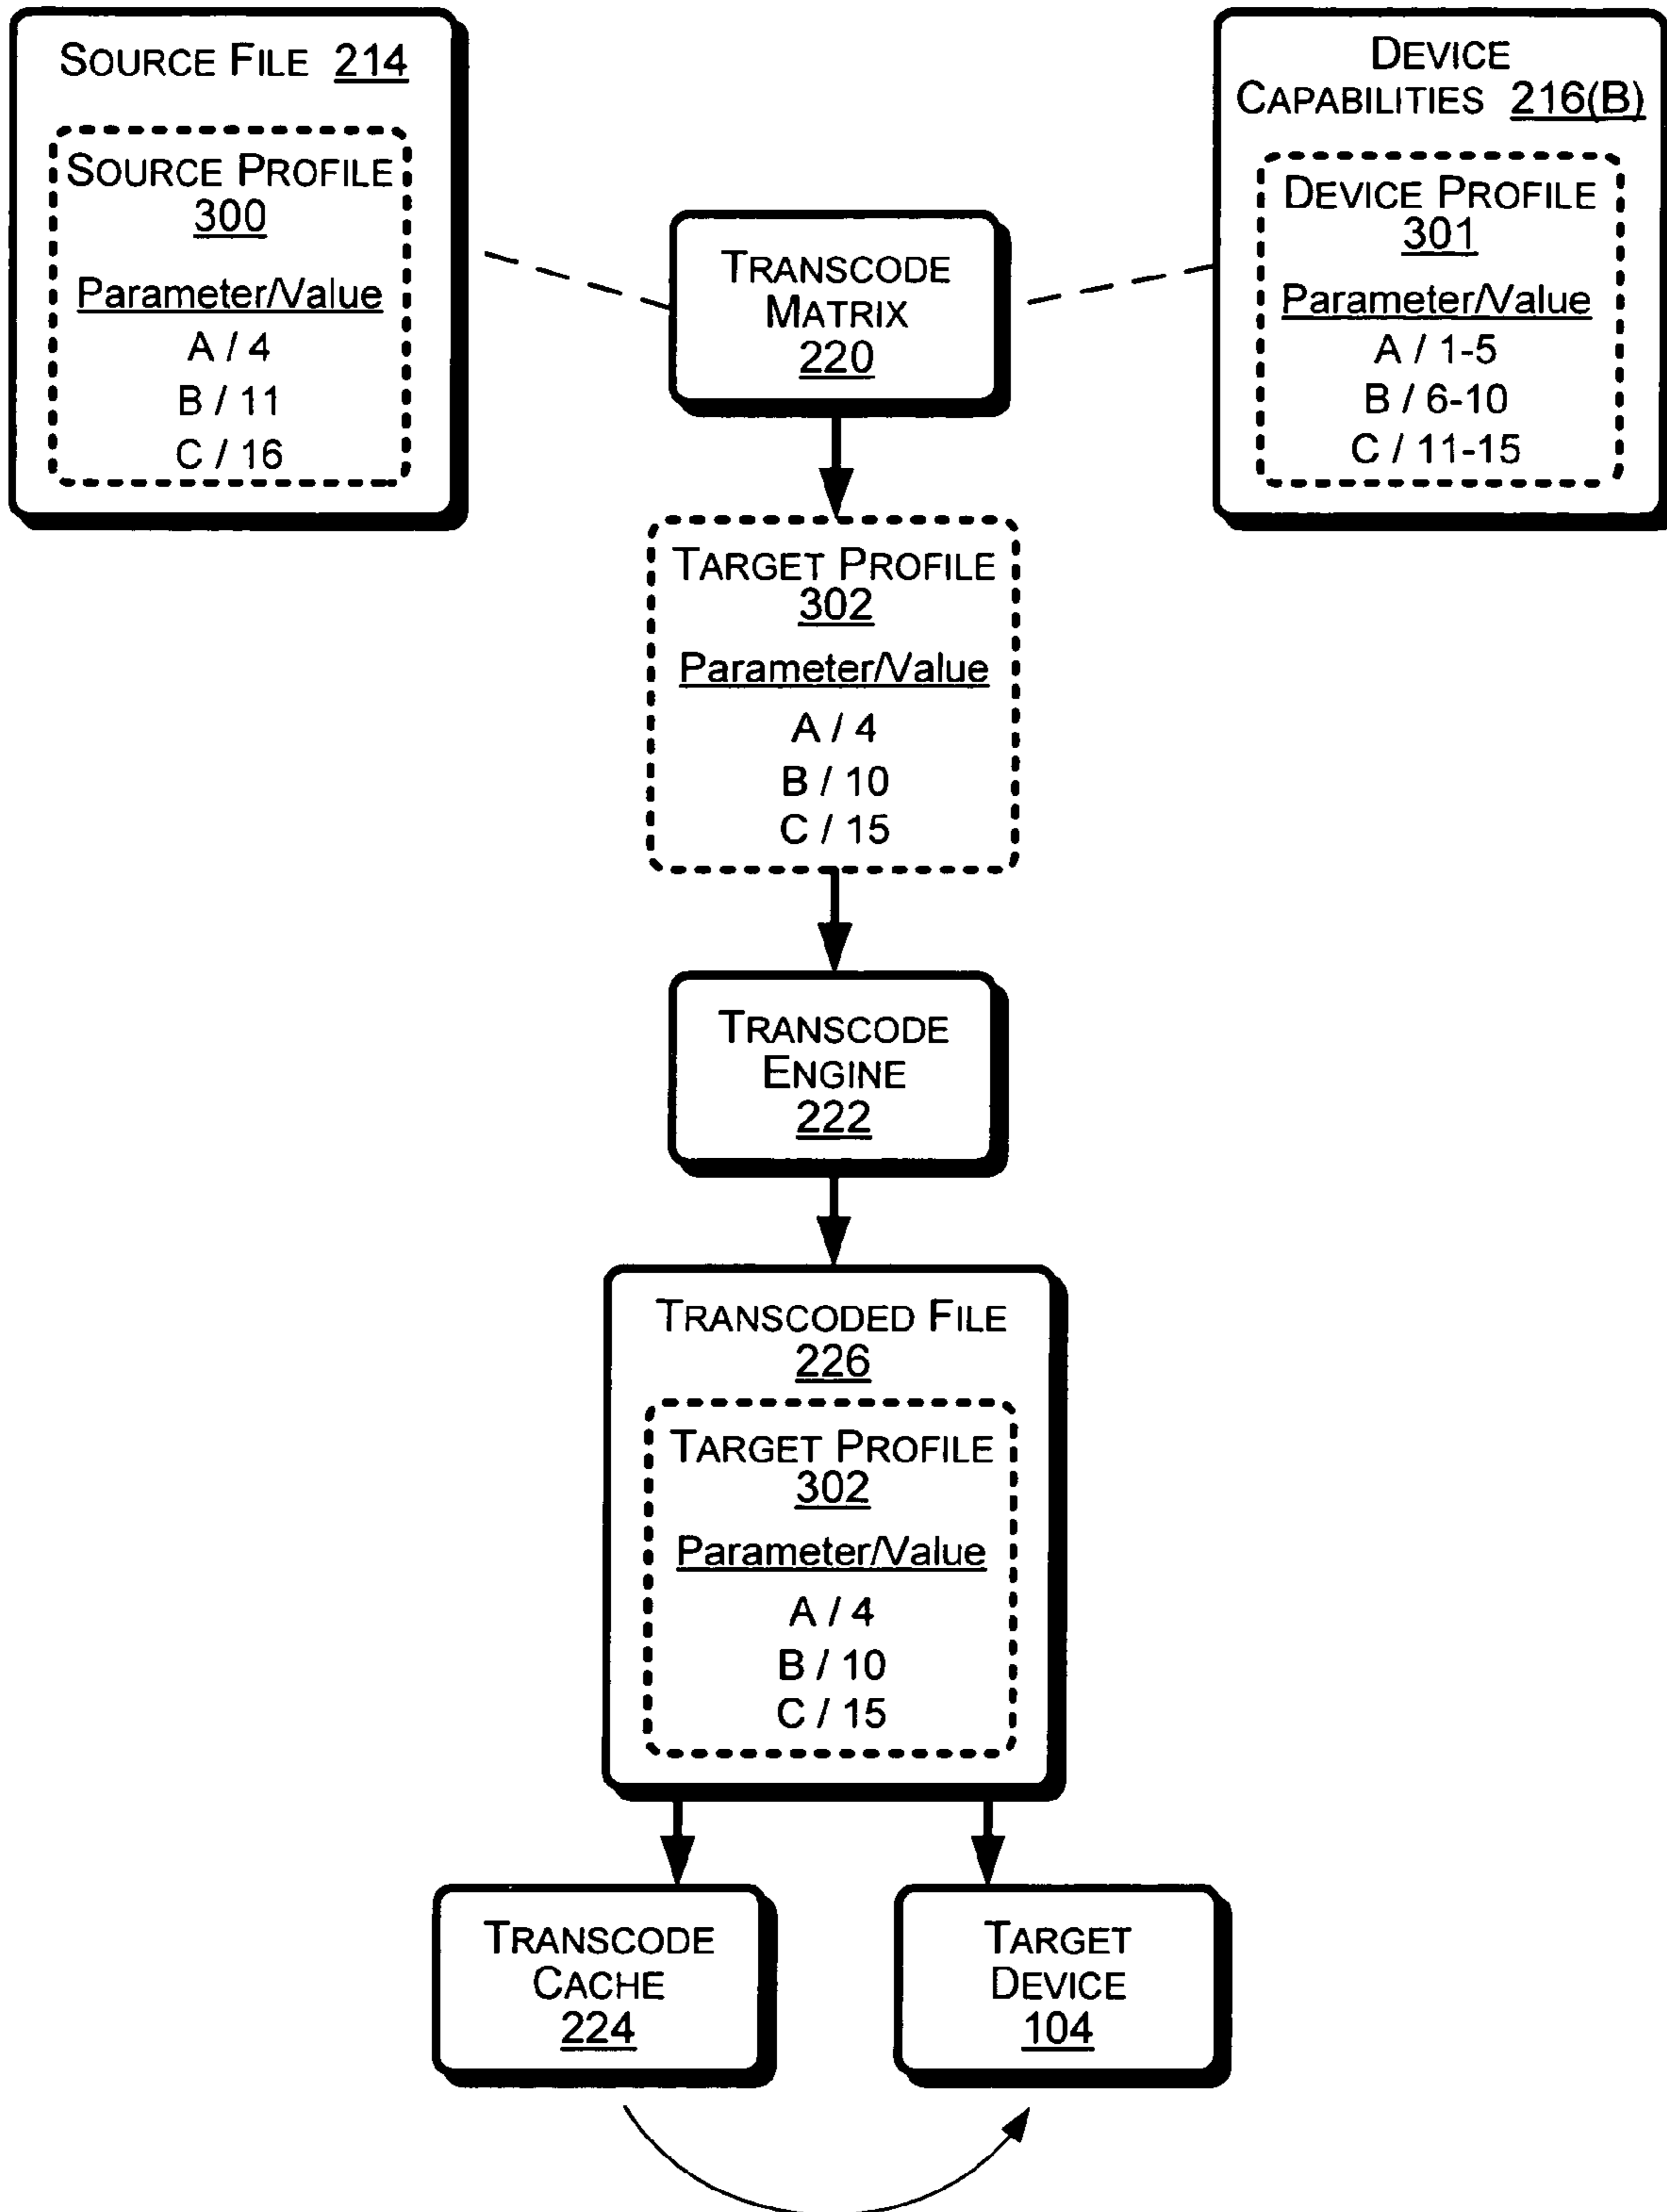 SOURCE FILE 214
SOURCE PROFILE
300
Parameter/Value
A / 4
B / 11
C / 16
DEVICE
CAPABILITIES 216(B)
DEVICE PROFILE
301
Parameter/Value
A / 1-5
B / 6-10
C / 11-15
TRANSCODE
MATRIX
220
TARGET PROFILE
302
Parameter/Value
A / 4
B / 10
C / 15
TRANSCODE
ENGINE
222
TRANSCODED FILE
226
TARGET PROFILE
302
Parameter/Value
A / 4
B / 10
C / 15
TRANSCODE
CACHE
224
TARGET
DEVICE
104